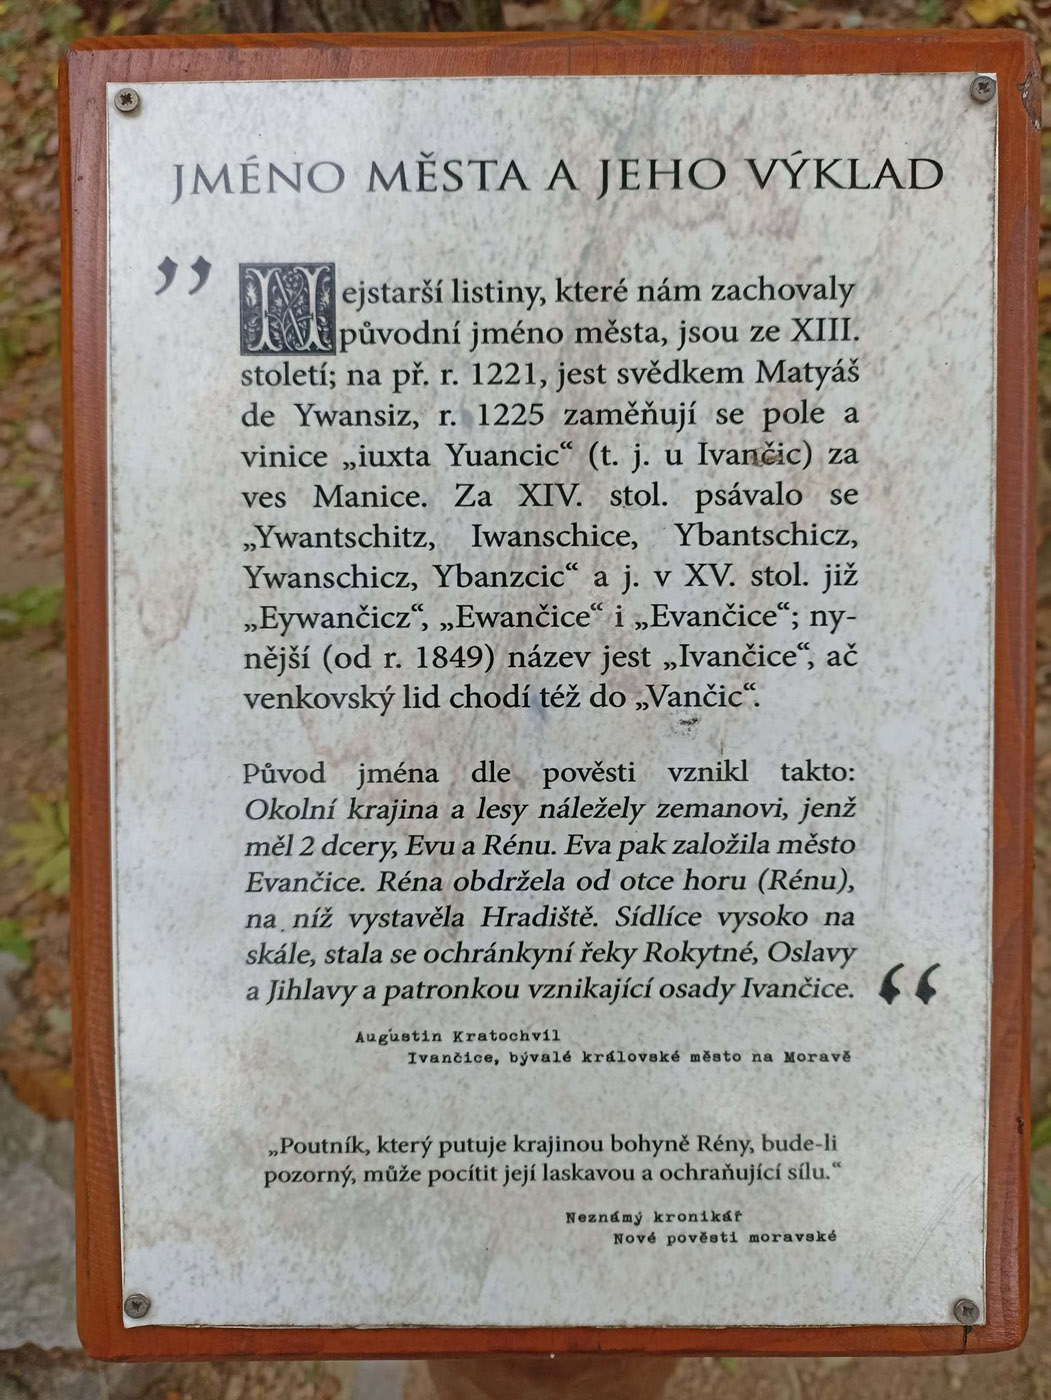 JMÉNO MĚSTA A JEHO VÝKLAD
”
Nejstarší listiny, které nám zachovaly
původní jméno města, jsou ze XIII.
století; na př. r. 1221, jest svědkem Matyáš
de Ywansiz, r. 1225 zaměňují se pole a
vinice „iuxta Yuancic“ (t. j. u Ivančic) za
ves Manice. Za XIV. stol. psávalo se
„Ywantschitz, Iwanschice, Ybantschicz,
Ywanschicz, Ybanzcic“ a j. v XV. stol. již
„Eywančicz“, „Ewančice“ i „Evančice“; ny-
nější (od r. 1849) název jest „Ivančice“, ač
venkovský lid chodí též do „Vančic“.
Původ jména dle pověsti vznikl takto:
Okolní krajina a lesy náležely zemanovi, jenž
měl 2 dcery, Evu a Rénu. Eva pak založila město
Evančice. Réna obdržela od otce horu (Rénu),
na níž vystavěla Hradiště. Sídlíce vysoko na
skále, stala se ochránkyní řeky Rokytné, Oslavy
a Jihlavy a patronkou vznikající osady Ivančice. “
Augustin Kratochvil
Ivančice, bývalé královské město na Moravě
„Poutník, který putuje krajinou bohyně Rény, bude-li
pozorný, může pocítit její laskavou a ochraňující sílu.“
Neznámý kronikář
Nové pověsti moravské